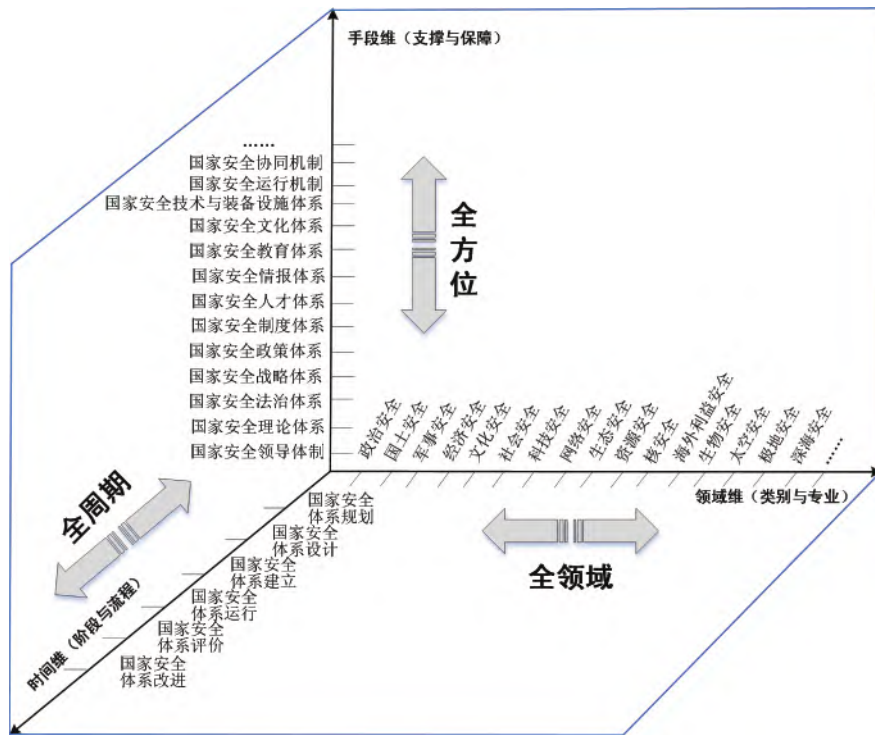 手段维（支撑与保障）
……
国家安全协同机制
国家安全运行机制
国家安全技术与装备设施体系
国家安全文化体系
国家安全教育体系
国家安全情报体系
国家安全人才体系
国家安全制度体系
国家安全政策体系
国家安全战略体系
国家安全法治体系
国家安全理论体系
国家安全领导体制
全方位
政治安全
国土安全
军事安全
经济安全
文化安全
社会安全
科技安全
网络安全
生态安全
资源安全
核安全
海外利益安全
生物安全
太空安全
极地安全
深海安全
……
领域维（类别与专业）
全领域
全周期
国家安全
体系规划
国家安全
体系设计
国家安全
体系建立
国家安全
体系运行
国家安全
体系评价
国家安全
体系改进
时间维（阶段与流程）